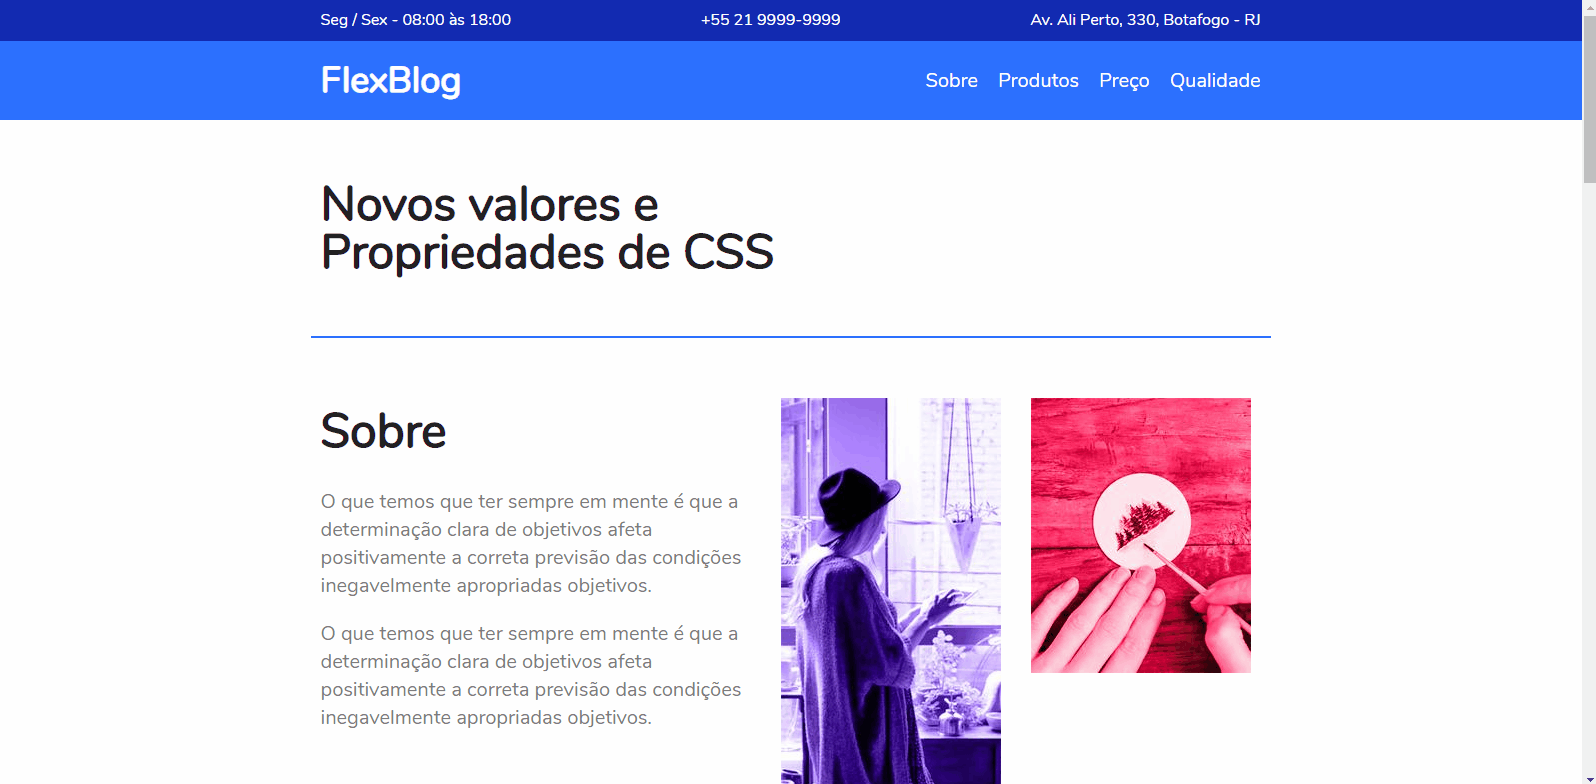 Seg / Sex - 08:00 às 18:00
+55 21 9999-9999
Av. Ali Perto, 330, Botafogo - RJ
FlexBlog
Sobre
Produtos
Preço
Qualidade
Novos valores e
Propriedades de CSS
Sobre
O que temos que ter sempre em mente é que a
determinação clara de objetivos afeta
positivamente a correta previsão das condições
inegavelmente apropriadas objetivos.
O que temos que ter sempre em mente é que a
determinação clara de objetivos afeta
positivamente a correta previsão das condições
inegavelmente apropriadas objetivos.